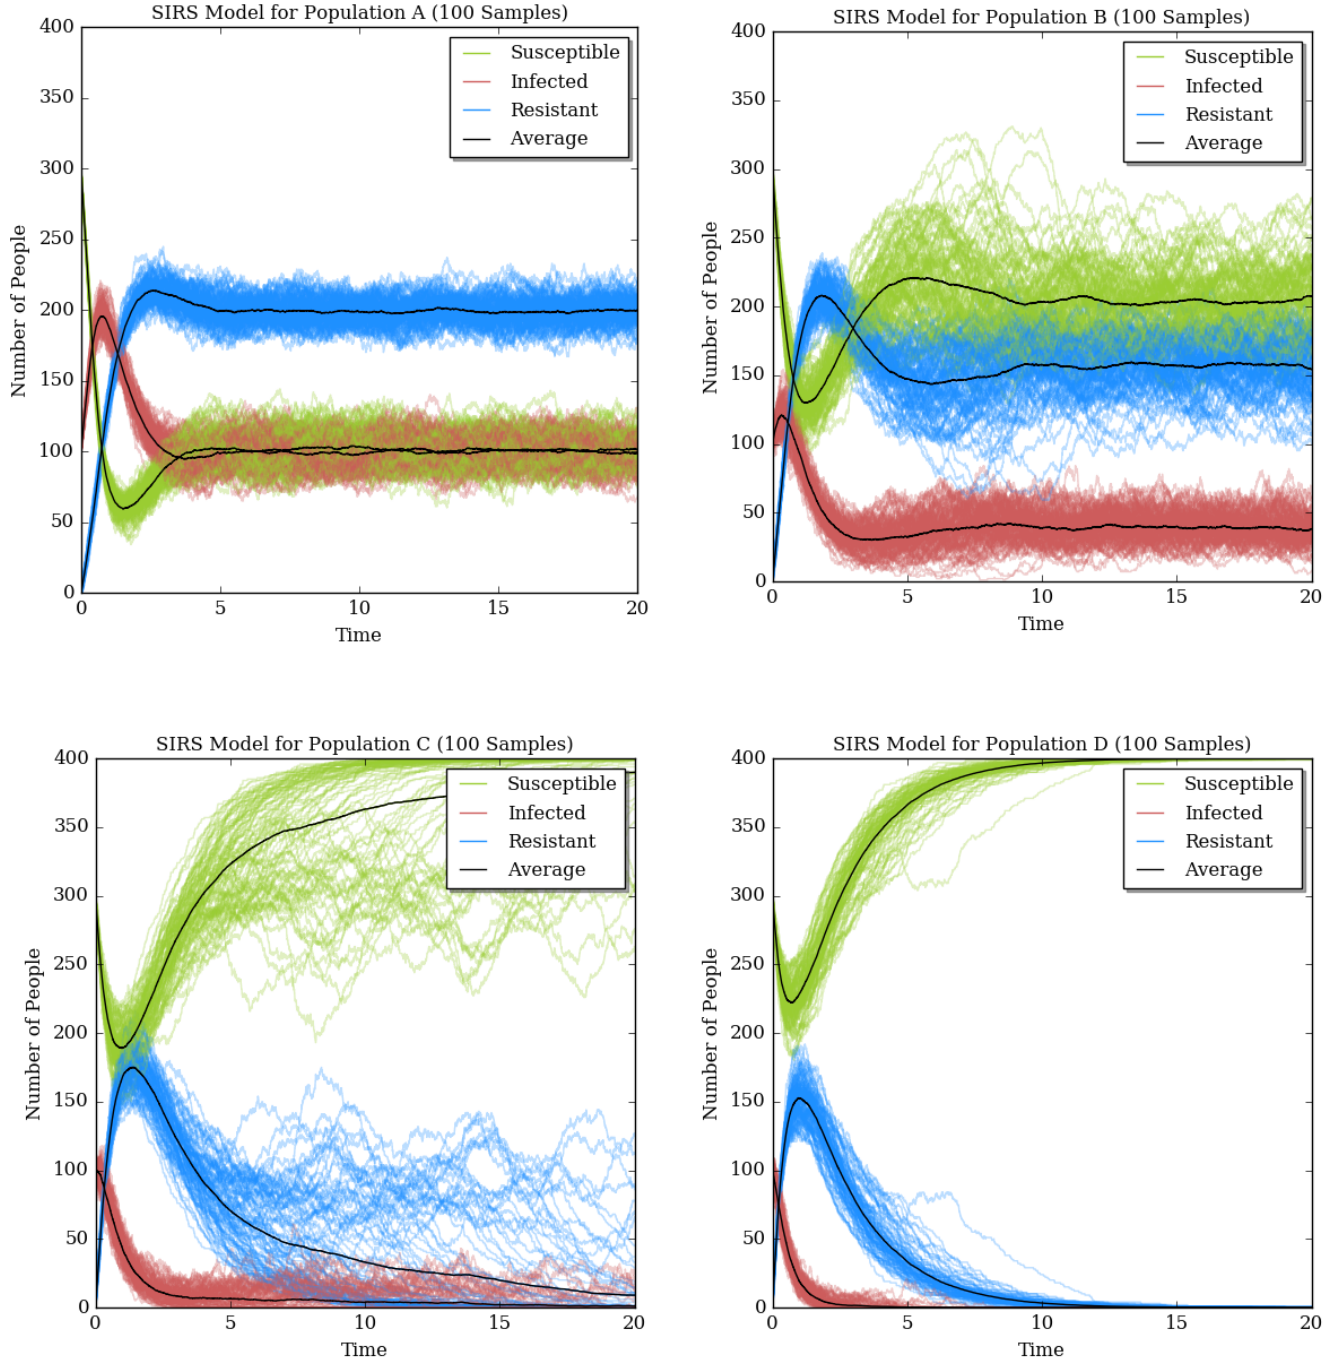 SIRS Model for Population A (100 Samples)
400
350
300
250
200
150
100
50
0
Number of People
Susceptible
Infected
Resistant
Average
0 5 10 15 20
Time
SIRS Model for Population B (100 Samples)
400
350
300
250
200
150
100
50
0
Number of People
Susceptible
Infected
Resistant
Average
0 5 10 15 20
Time
SIRS Model for Population C (100 Samples)
400
350
300
250
200
150
100
50
0
Number of People
Susceptible
Infected
Resistant
Average
0 5 10 15 20
Time
SIRS Model for Population D (100 Samples)
400
350
300
250
200
150
100
50
0
Number of People
Susceptible
Infected
Resistant
Average
0 5 10 15 20
Time